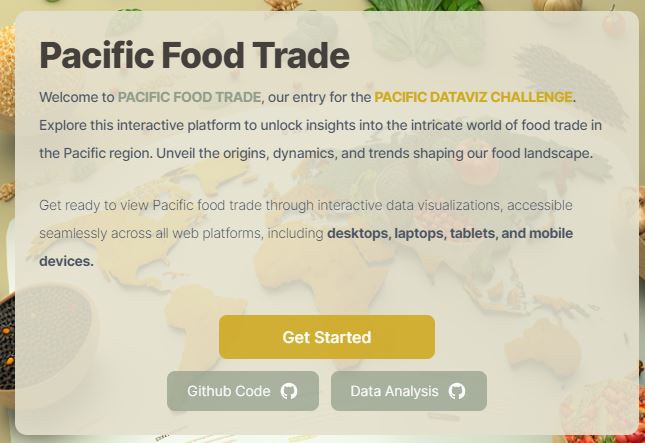 Pacific Food Trade
Welcome to PACIFIC FOOD TRADE, our entry for the PACIFIC DATAVIZ CHALLENGE.
Explore this interactive platform to unlock insights into the intricate world of food trade in
the Pacific region. Unveil the origins, dynamics, and trends shaping our food landscape.
Get ready to view Pacific food trade through interactive data visualizations, accessible
seamlessly across all web platforms, including desktops, laptops, tablets, and mobile
devices.
Get Started
Github Code
Data Analysis